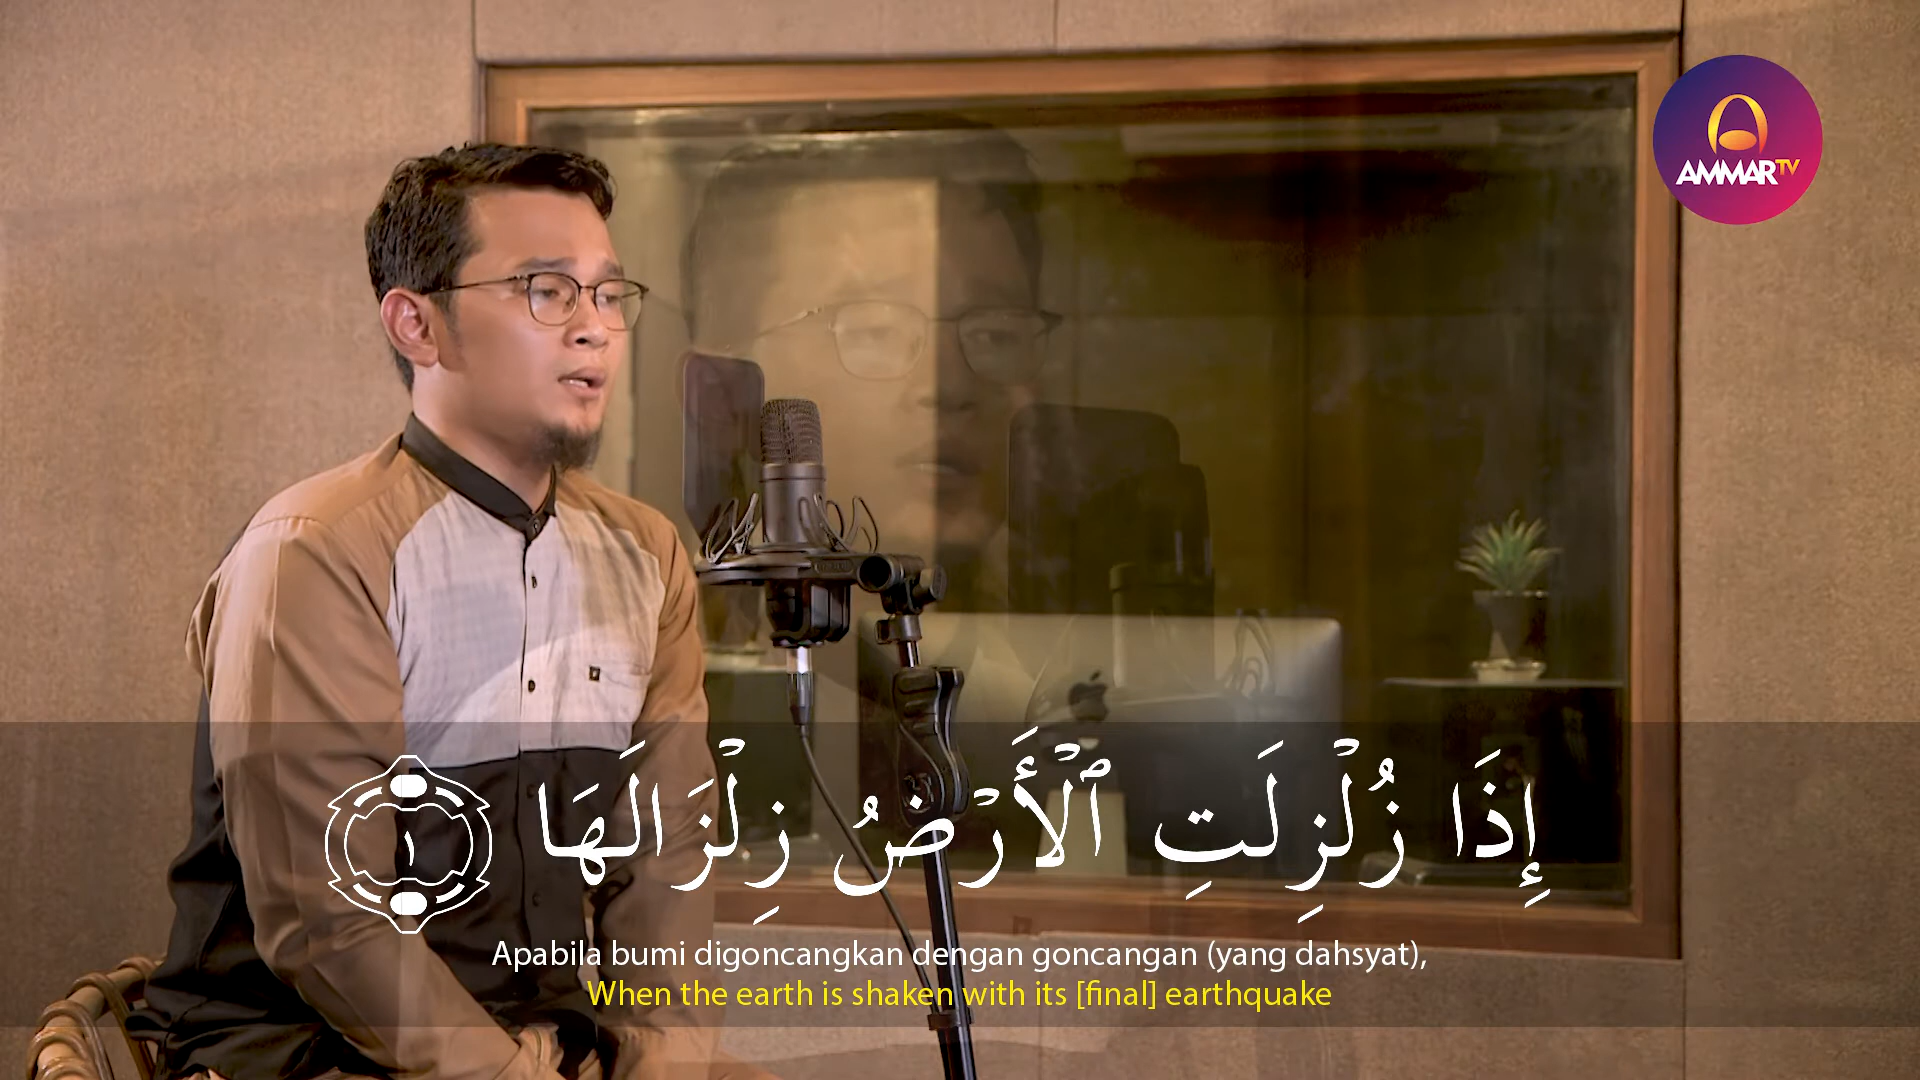 AMMARTV
إِذَا زُلْزِلَتِ ٱلْأَرْضُ زِلْزَالَهَا ١
Apabila bumi digoncangkan dengan goncangan (yang dahsyat),
When the earth is shaken with its [final] earthquake